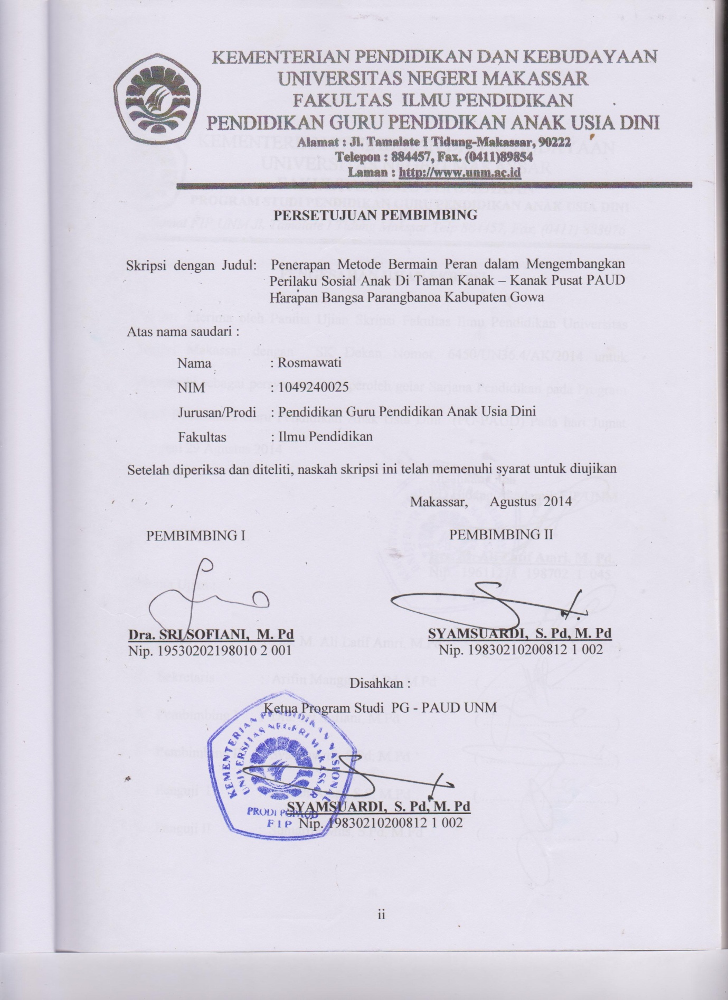 KEMENTERIAN PENDIDIKAN DAN KEBUDAYAAN
UNIVERSITAS NEGERI MAKASSAR
FAKULTAS ILMU PENDIDIKAN
PENDIDIKAN GURU PENDIDIKAN ANAK USIA DINI
Alamat : Jl. Tamalate I Tidung-Makassar, 90222
Telepon : 884457, Fax. (0411)89854
Laman : http://www.unm.ac.id
PERSETUJUAN PEMBIMBING
Skripsi dengan Judul: Penerapan Metode Bermain Peran dalam Mengembangkan
Perilaku Sosial Anak Di Taman Kanak – Kanak Pusat PAUD
Harapan Bangsa Parangbanoa Kabupaten Gowa
Atas nama saudari :
Nama : Rosmawati
NIM : 1049240025
Jurusan/Prodi : Pendidikan Guru Pendidikan Anak Usia Dini
Fakultas : Ilmu Pendidikan
Setelah diperiksa dan diteliti, naskah skripsi ini telah memenuhi syarat untuk diujikan
Makassar, Agustus 2014
PEMBIMBING I PEMBIMBING II
Dra. SRI SOFIANI, M. Pd SYAMSUARDI, S. Pd, M. Pd
Nip. 19530202198010 2 001 Nip. 19830210200812 1 002
Disahkan :
Ketua Program Studi PG - PAUD UNM
KEMENTERIAN PENDIDIKAN NASIONAL
UNIVERSITAS NEGERI MAKASSAR
PRODI PGPAUD
F I P
SYAMSUARDI, S. Pd, M. Pd
Nip. 19830210200812 1 002
ii